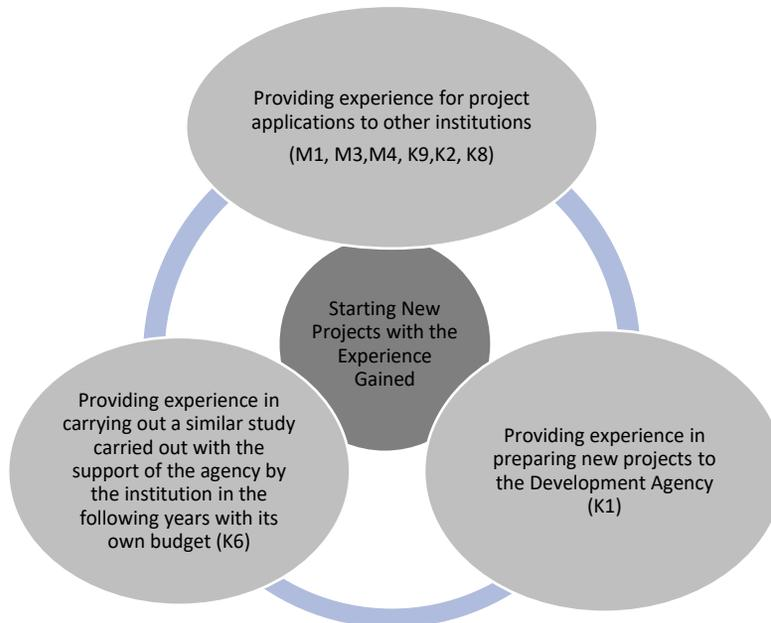 Providing experience for project
applications to other institutions
(M1, M3,M4, K9,K2, K8)
Starting New
Projects with the
Experience
Gained
Providing experience in
carrying out a similar study
carried out with the
support of the agency by
the institution in the
following years with its
own budget (K6)
Providing experience in
preparing new projects to
the Development Agency
(K1)